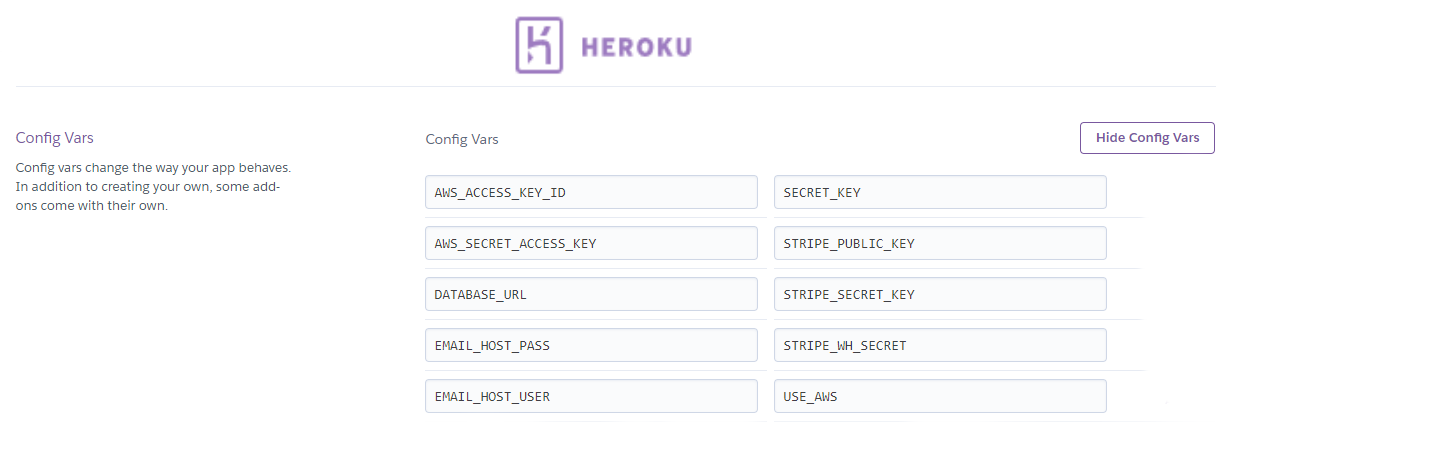 HEROKU
Config Vars
Config vars change the way your app behaves.
In addition to creating your own, some add-
ons come with their own.
Config Vars
Hide Config Vars
AWS_ACCESS_KEY_ID
SECRET_KEY
AWS_SECRET_ACCESS_KEY
STRIPE_PUBLIC_KEY
DATABASE_URL
STRIPE_SECRET_KEY
EMAIL_HOST_PASS
STRIPE_WH_SECRET
EMAIL_HOST_USER
USE_AWS